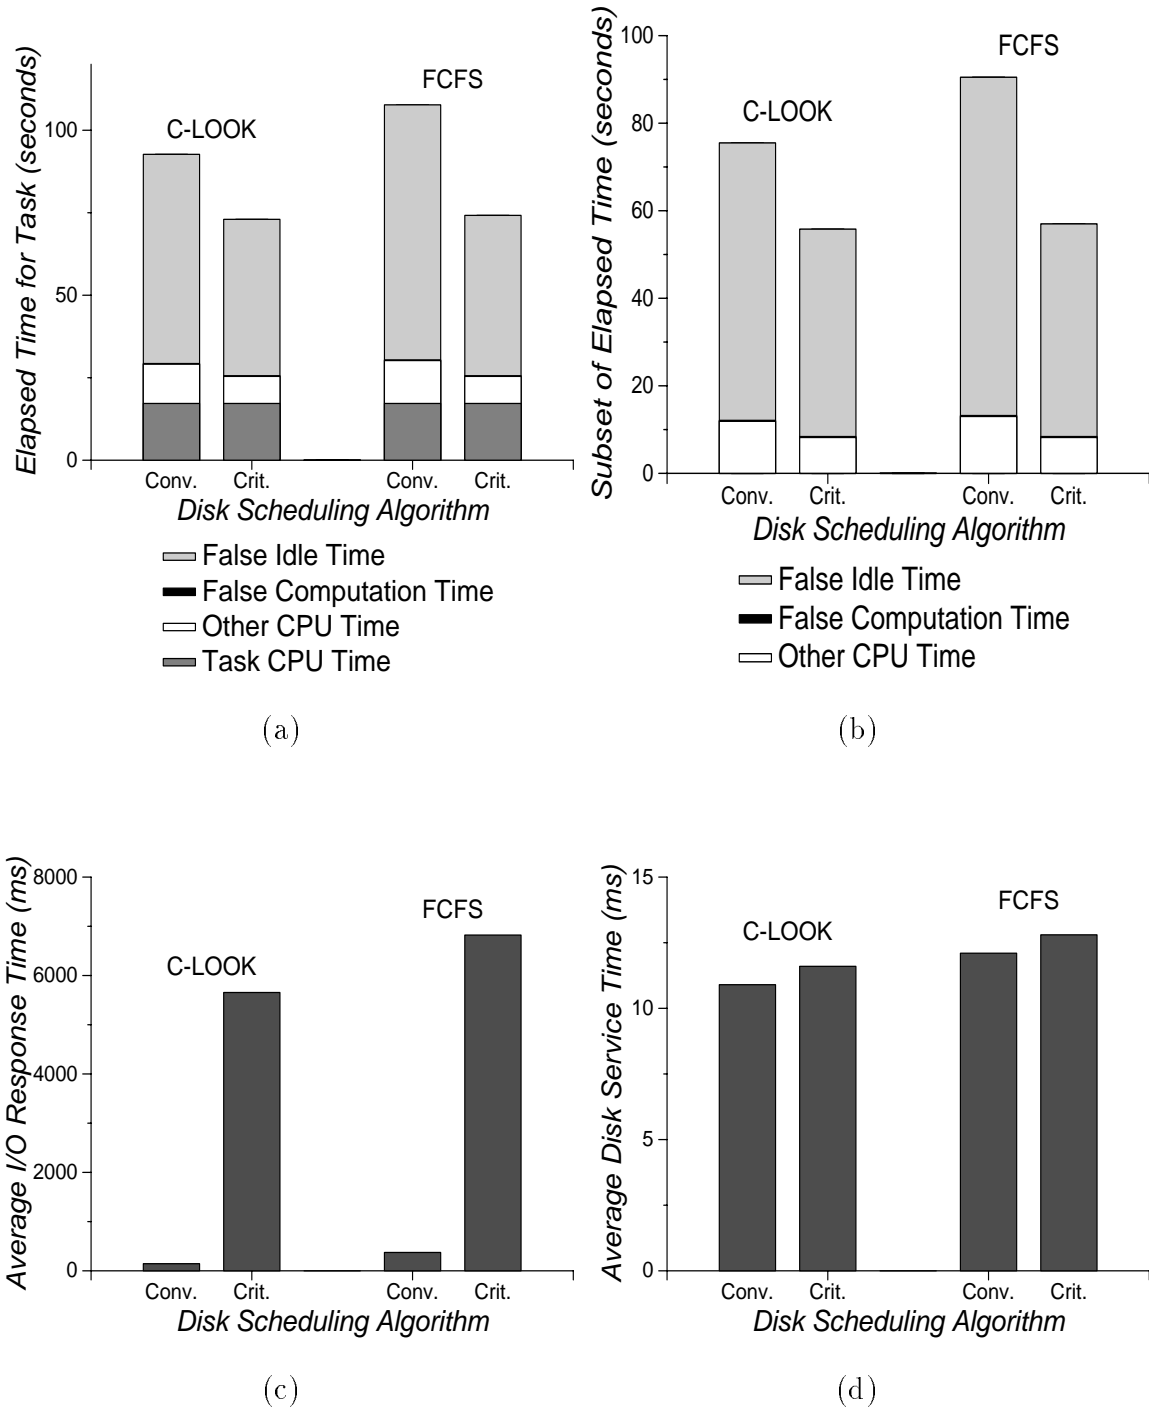 Elapsed Time for Task (seconds)
100
50
0
C-LOOK
FCFS
Conv. Crit. Conv. Crit.
Disk Scheduling Algorithm
False Idle Time
False Computation Time
Other CPU Time
Task CPU Time
(a)
Subset of Elapsed Time (seconds)
100
80
60
40
20
0
C-LOOK
FCFS
Conv. Crit. Conv. Crit.
Disk Scheduling Algorithm
False Idle Time
False Computation Time
Other CPU Time
(b)
Average I/O Response Time (ms)
8000
6000
4000
2000
0
C-LOOK
FCFS
Conv. Crit. Conv. Crit.
Disk Scheduling Algorithm
(c)
Average Disk Service Time (ms)
15
10
5
0
C-LOOK
FCFS
Conv. Crit. Conv. Crit.
Disk Scheduling Algorithm
(d)